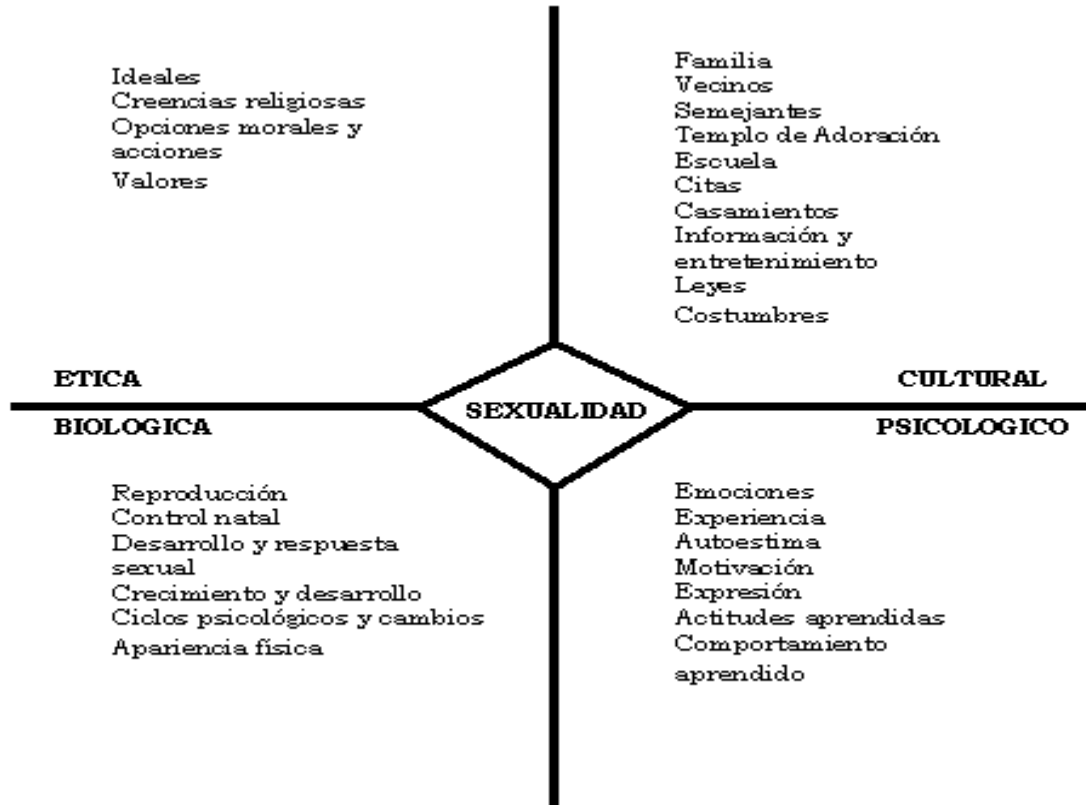 Ideales
Creencias religiosas
Opciones morales y
acciones
Valores
Familia
Vecinos
Semejantes
Templo de Adoración
Escuela
Citas
Casamientos
Información y
entretenimiento
Leyes
Costumbres
ETICA
CULTURAL
SEXUALIDAD
BIOLOGICA
PSICOLOGICO
Reproducción
Control natal
Desarrollo y respuesta
sexual
Crecimiento y desarrollo
Ciclos psicológicos y cambios
Apariencia física
Emociones
Experiencia
Autoestima
Motivación
Expresión
Actitudes aprendidas
Comportamiento
aprendido